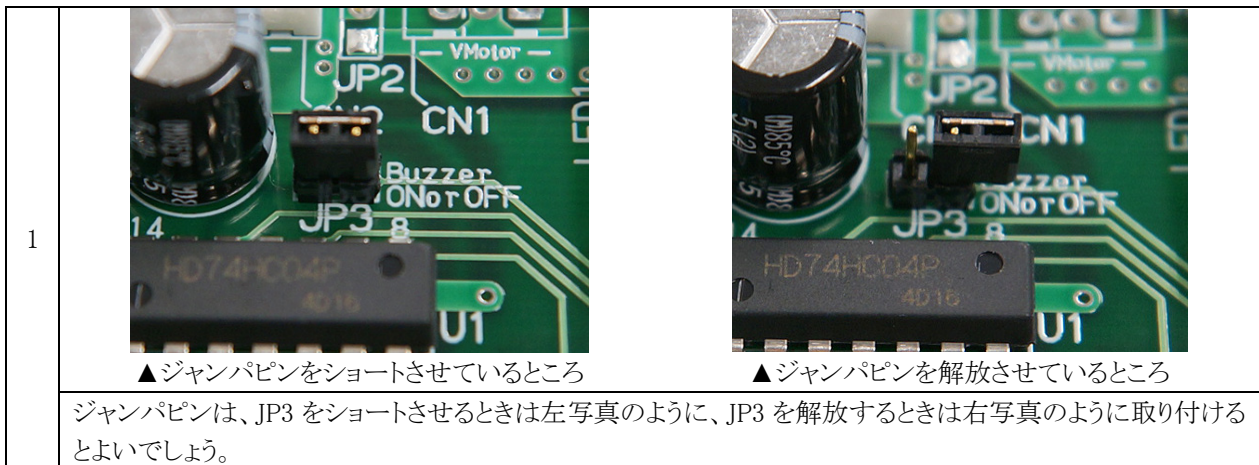 1
JP2
VMotor
CN1
LED1
Buzzer
ONorOFF
JP3
14
8
HD74HC04P
4D16
U1
▲ジャンパピンをショートさせているところ
VMotor
JP2
CN1
(M)85℃
5(2)
ONorOFF
JP3
8
HD74HC04P
4D16
U1
▲ジャンパピンを解放させているところ
ジャンパピンは、JP3 をショートさせるときは左写真のように、JP3 を解放するときは右写真のように取り付ける
とよいでしょう。